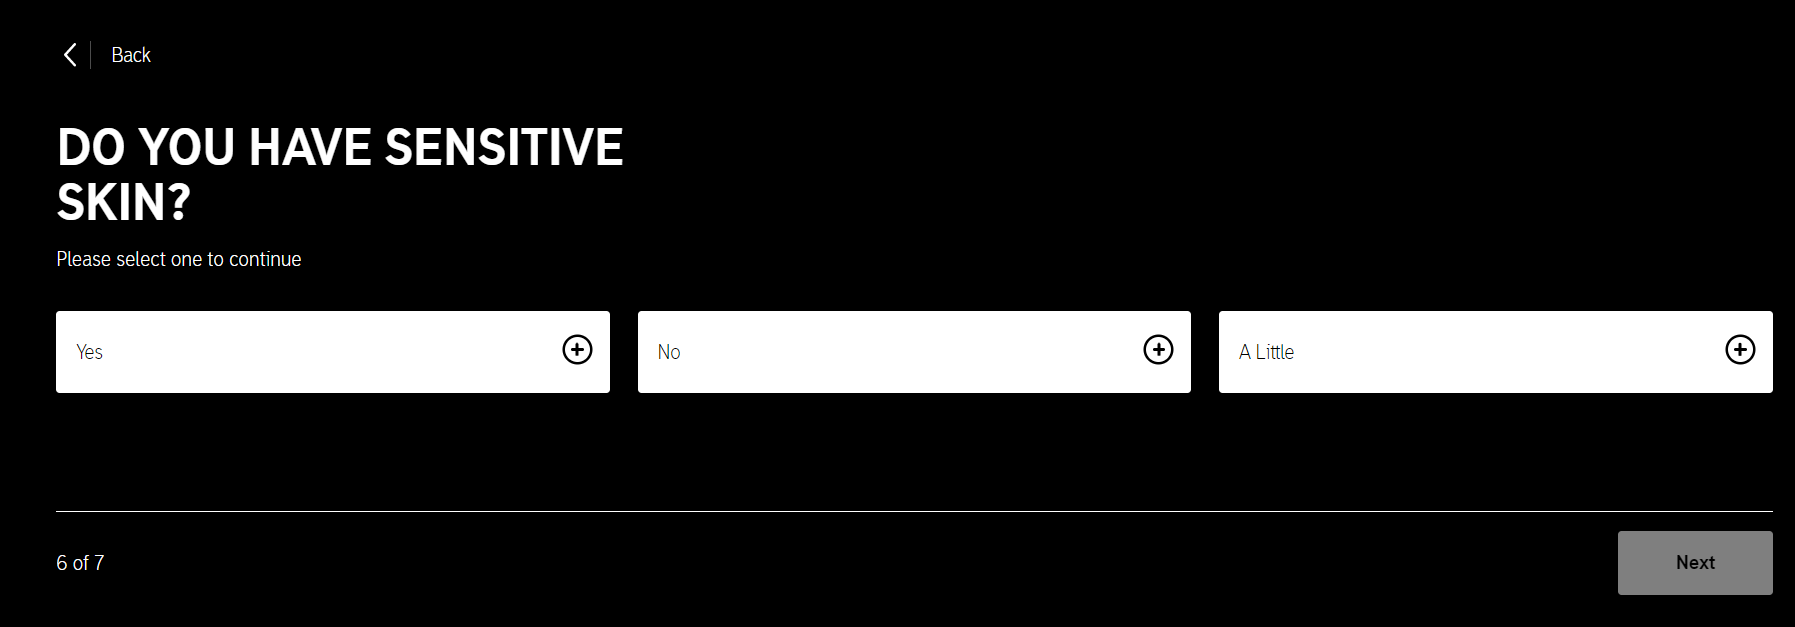 Back
DO YOU HAVE SENSITIVE
SKIN?
Please select one to continue
Yes
No
A Little
6 of 7
Next